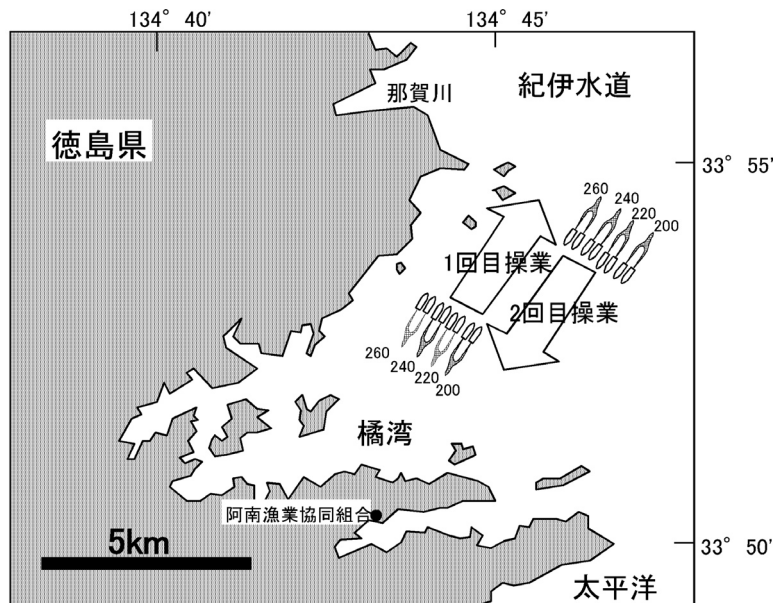 134° 40'
134° 45'
那賀川
紀伊水道
徳島県
33° 55'
260
240
220
200
1回目操業
2回目操業
260
240
220
200
橘湾
阿南漁業協同組合
5km
33° 50'
太平洋